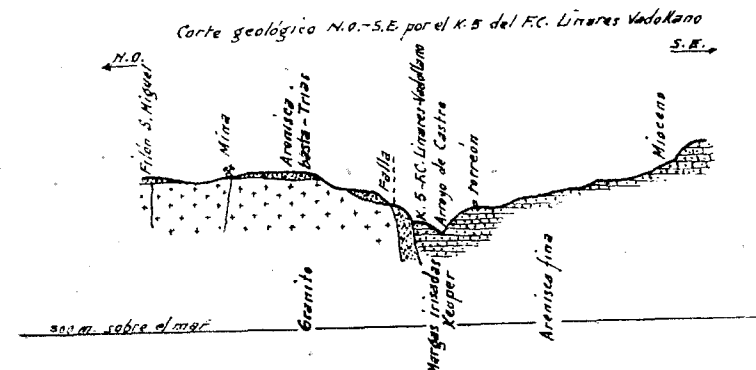 Corte geológico N.O.-S.E. por el K.5 del F.C. Linares Vadollano
N.O.
S.E.
Filón S. Miguel
Mina
Arenisca
basta-Trias
Falla
K.5-F.C. Linares-Vadollano
Arroyo de Castro
Torreón
Mioceno
Granito
Margas irisadas
Keuper
Arenisca fina
300 m. sobre el mar